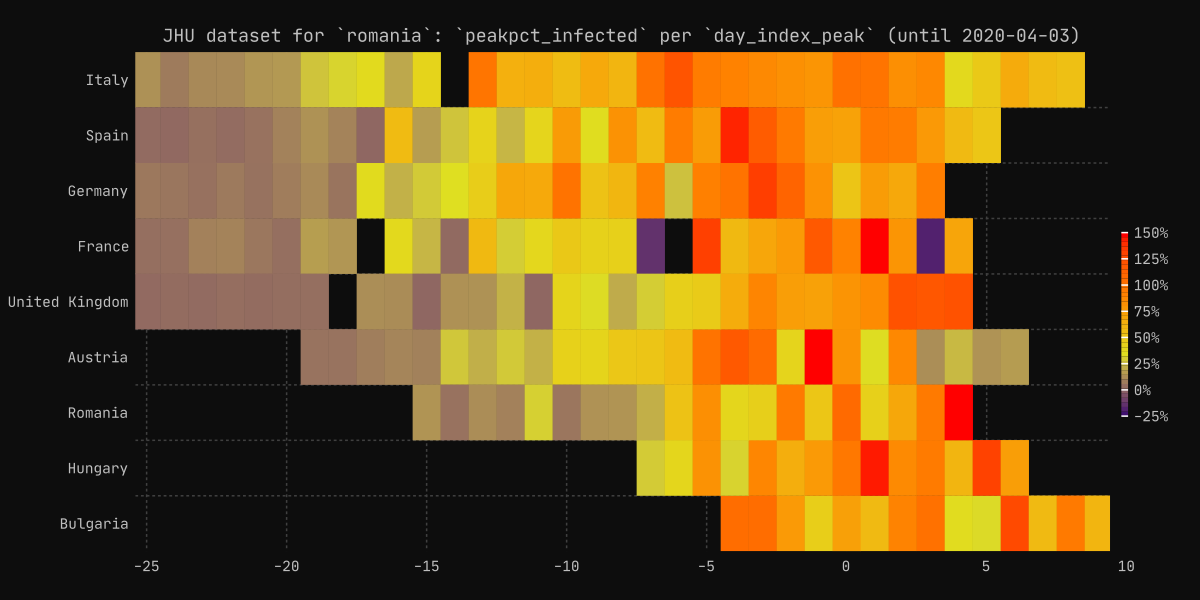 JHU dataset for `romania`: `peakpct_infected` per `day_index_peak` (until 2020-04-03)
Italy
Spain
Germany
France
United Kingdom
Austria
Romania
Hungary
Bulgaria
150%
125%
100%
75%
50%
25%
0%
-25%
-25 -20 -15 -10 -5 0 5 10